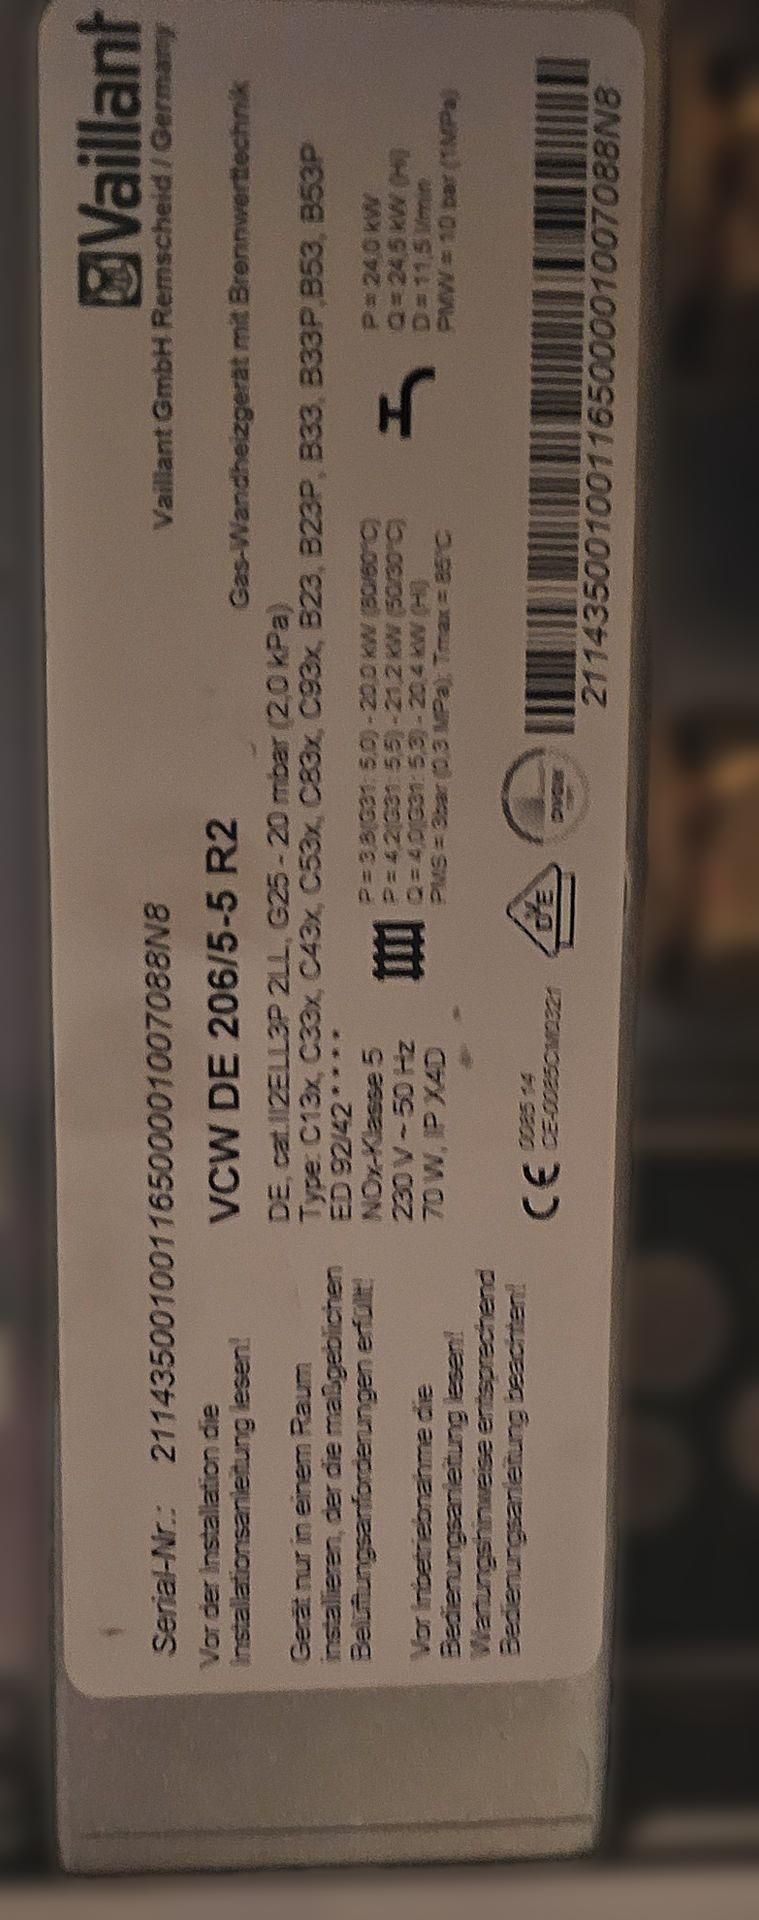 Vaillant
Vaillant GmbH Remscheid / Germany
Serial-Nr.: 21143500100116500001007088N8
Vor der Installation die
Installationsanleitung lesen!
Gerät nur in einem Raum
installieren, der die maßgeblichen
Belüftungsanforderungen erfüllt!
Vor Inbetriebnahme die
Bedienungsanleitung lesen!
Wartungshinweise entsprechend
Bedienungsanleitung beachten!
VCW DE 206/5-5 R2
Gas-Wandheizgerät mit Brennwerttechnik
DE, cat.II2ELL3P 2LL, G25 - 20 mbar (2,0 kPa)
Type: C13x, C33x, C43x, C53x, C83x, C93x, B23, B23P, B33, B33P,B53, B53P
ED 92/42 ****
NOx-Klasse 5
230 V ~ 50 Hz
70 W, IP X4D
P = 3,8(G31: 5,0) - 20,0 kW (80/60°C)
P = 4,2(G31: 5,5) - 21,2 kW (50/30°C)
Q = 4,0(G31: 5,3) - 20,4 kW (Hi)
PMS = 3bar (0,3 MPa); Tmax = 85°C
P = 24,0 kW
Q = 24,5 kW (Hi)
D = 11,5 l/min
PMW = 10 bar (1MPa)
CE 0085 14
CE-0085CM0321
DVGW
21143500100116500001007088N8